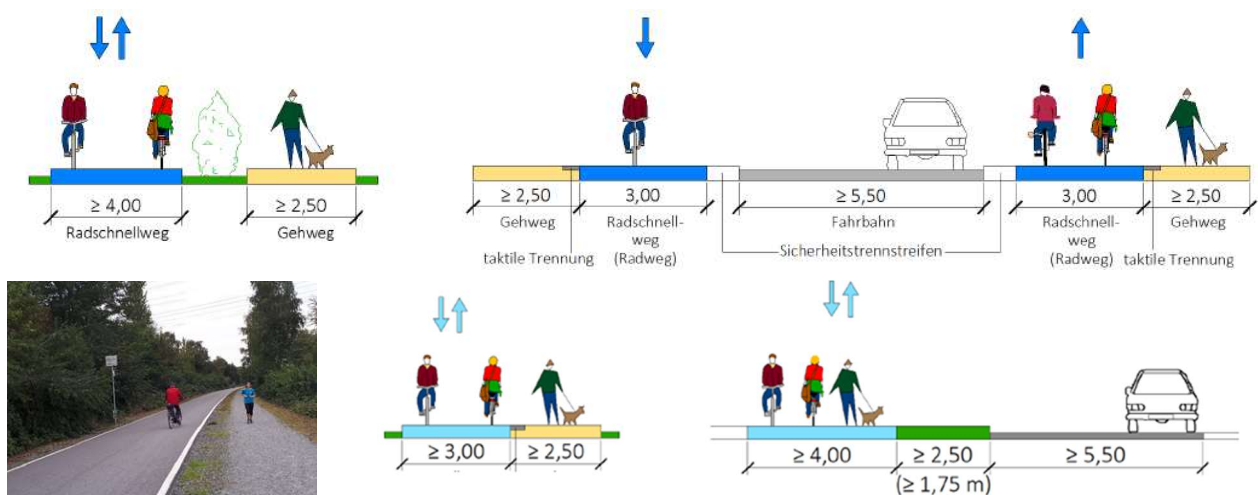 ≥ 4,00
Radschnellweg
≥ 2,50
Gehweg
≥ 2,50
Gehweg
taktile Trennung
3,00
Radschnell-
weg
(Radweg)
≥ 5,50
Fahrbahn
Sicherheitstrennstreifen
3,00
Radschnell-
weg
(Radweg)
≥ 2,50
Gehweg
taktile Trennung
≥ 3,00
≥ 2,50
≥ 4,00
≥ 2,50
(≥ 1,75 m)
≥ 5,50